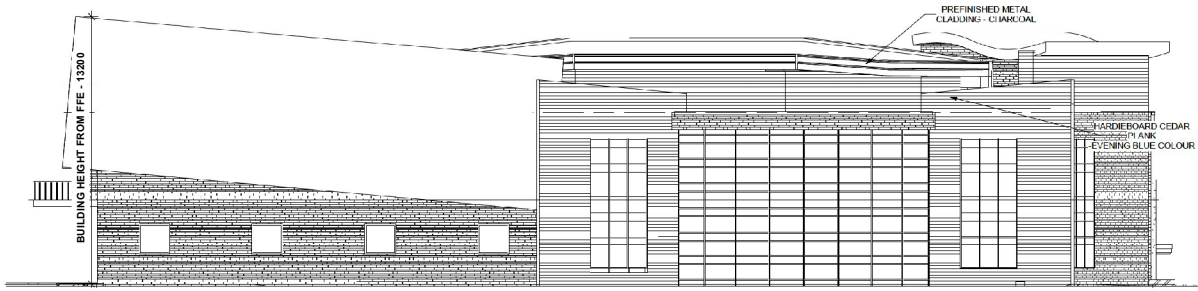 PREFINISHED METAL
CLADDING - CHARCOAL
BUILDING HEIGHT FROM FFE - 13200
HARDIEBOARD CEDAR
PLANK
EVENING BLUE COLOUR